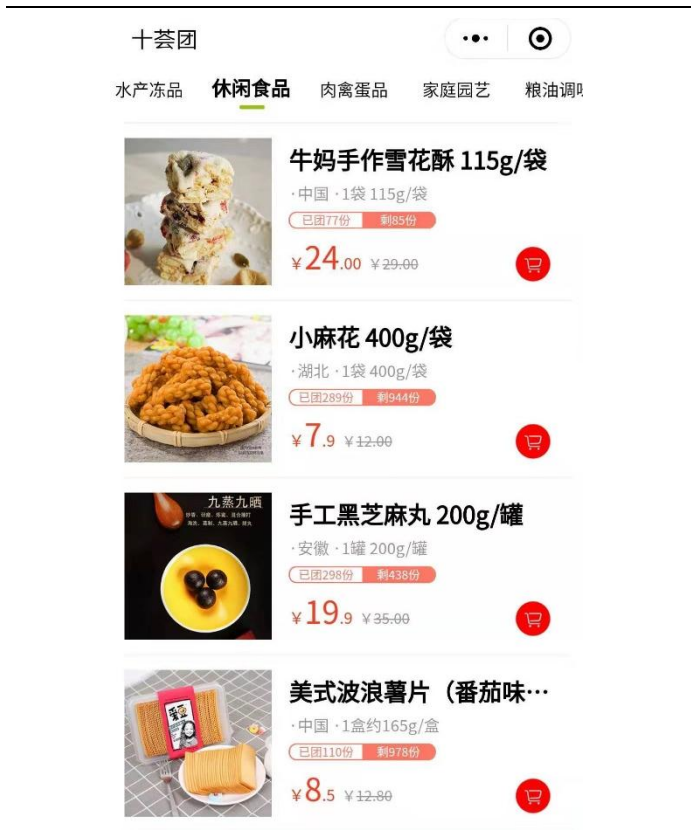 十荟团
水产冻品 休闲食品 肉禽蛋品 家庭园艺 粮油调
牛妈手作雪花酥 115g/袋
·中国 ·1袋 115g/袋
已团77份 剩85份
¥24.00 ¥29.00
小麻花 400g/袋
·湖北 ·1袋 400g/袋
已团289份 剩944份
¥7.9 ¥12.00
九蒸九晒
手工黑芝麻丸 200g/罐
·安徽 ·1罐 200g/罐
已团298份 剩438份
¥19.9 ¥35.00
美式波浪薯片（番茄味…
·中国 ·1盒约165g/盒
已团110份 剩978份
¥8.5 ¥12.80